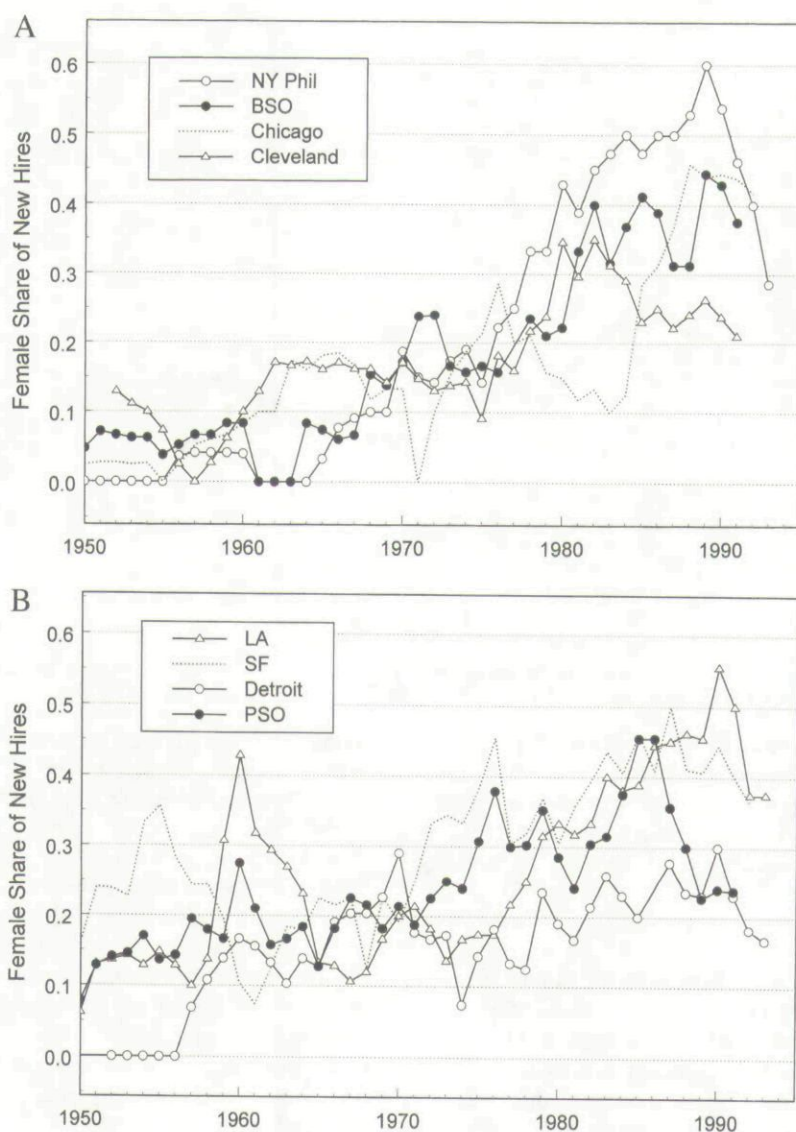 A
0.6
0.5
0.4
0.3
0.2
0.1
0.0
Female Share of New Hires
NY Phil
BSO
Chicago
Cleveland
1950 1960 1970 1980 1990
B
0.6
0.5
0.4
0.3
0.2
0.1
0.0
Female Share of New Hires
LA
SF
Detroit
PSO
1950 1960 1970 1980 1990